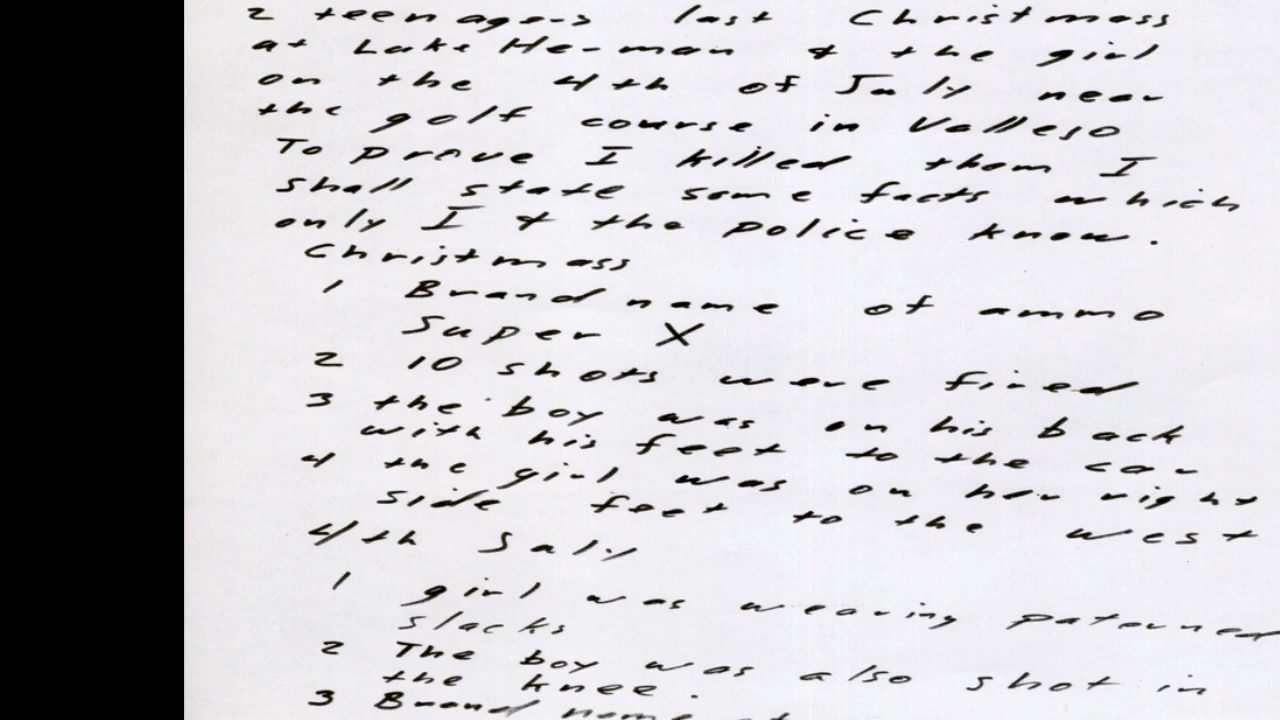 2 teenagers last Christmass
at Lake Herman & the girl
on the 4th of July near
the golf course in Vallejo
To prove I killed them I
shall state some facts which
only I & the police know.
Christmass
1 Brand name of ammo
Super X
2 10 shots were fired
3 the boy was on his back
with his feet to the car
4 the girl was on her right
side feet to the west
4th July
1 girl was wearing paterned
slacks
2 The boy was also shot in
the knee.
3 Brand name of